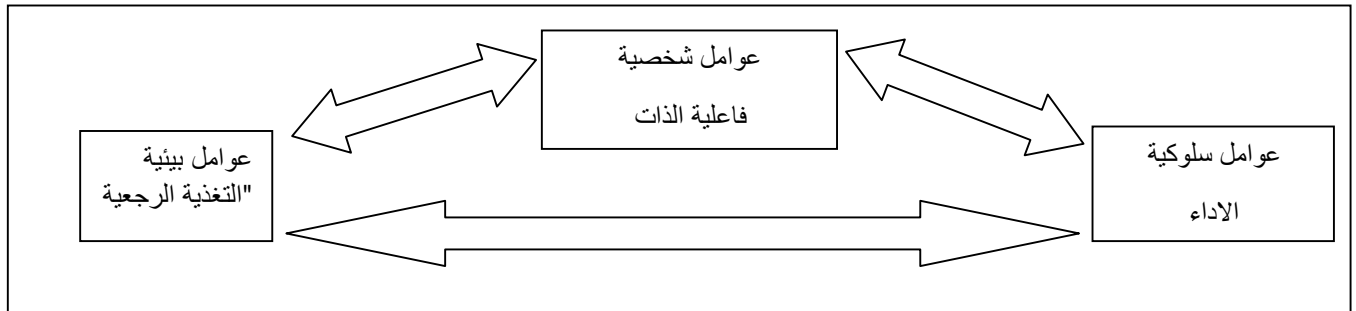 عوامل شخصية
فاعلية الذات
عوامل سلوكية
الاداء
عوامل بيئية
"التغذية الرجعية